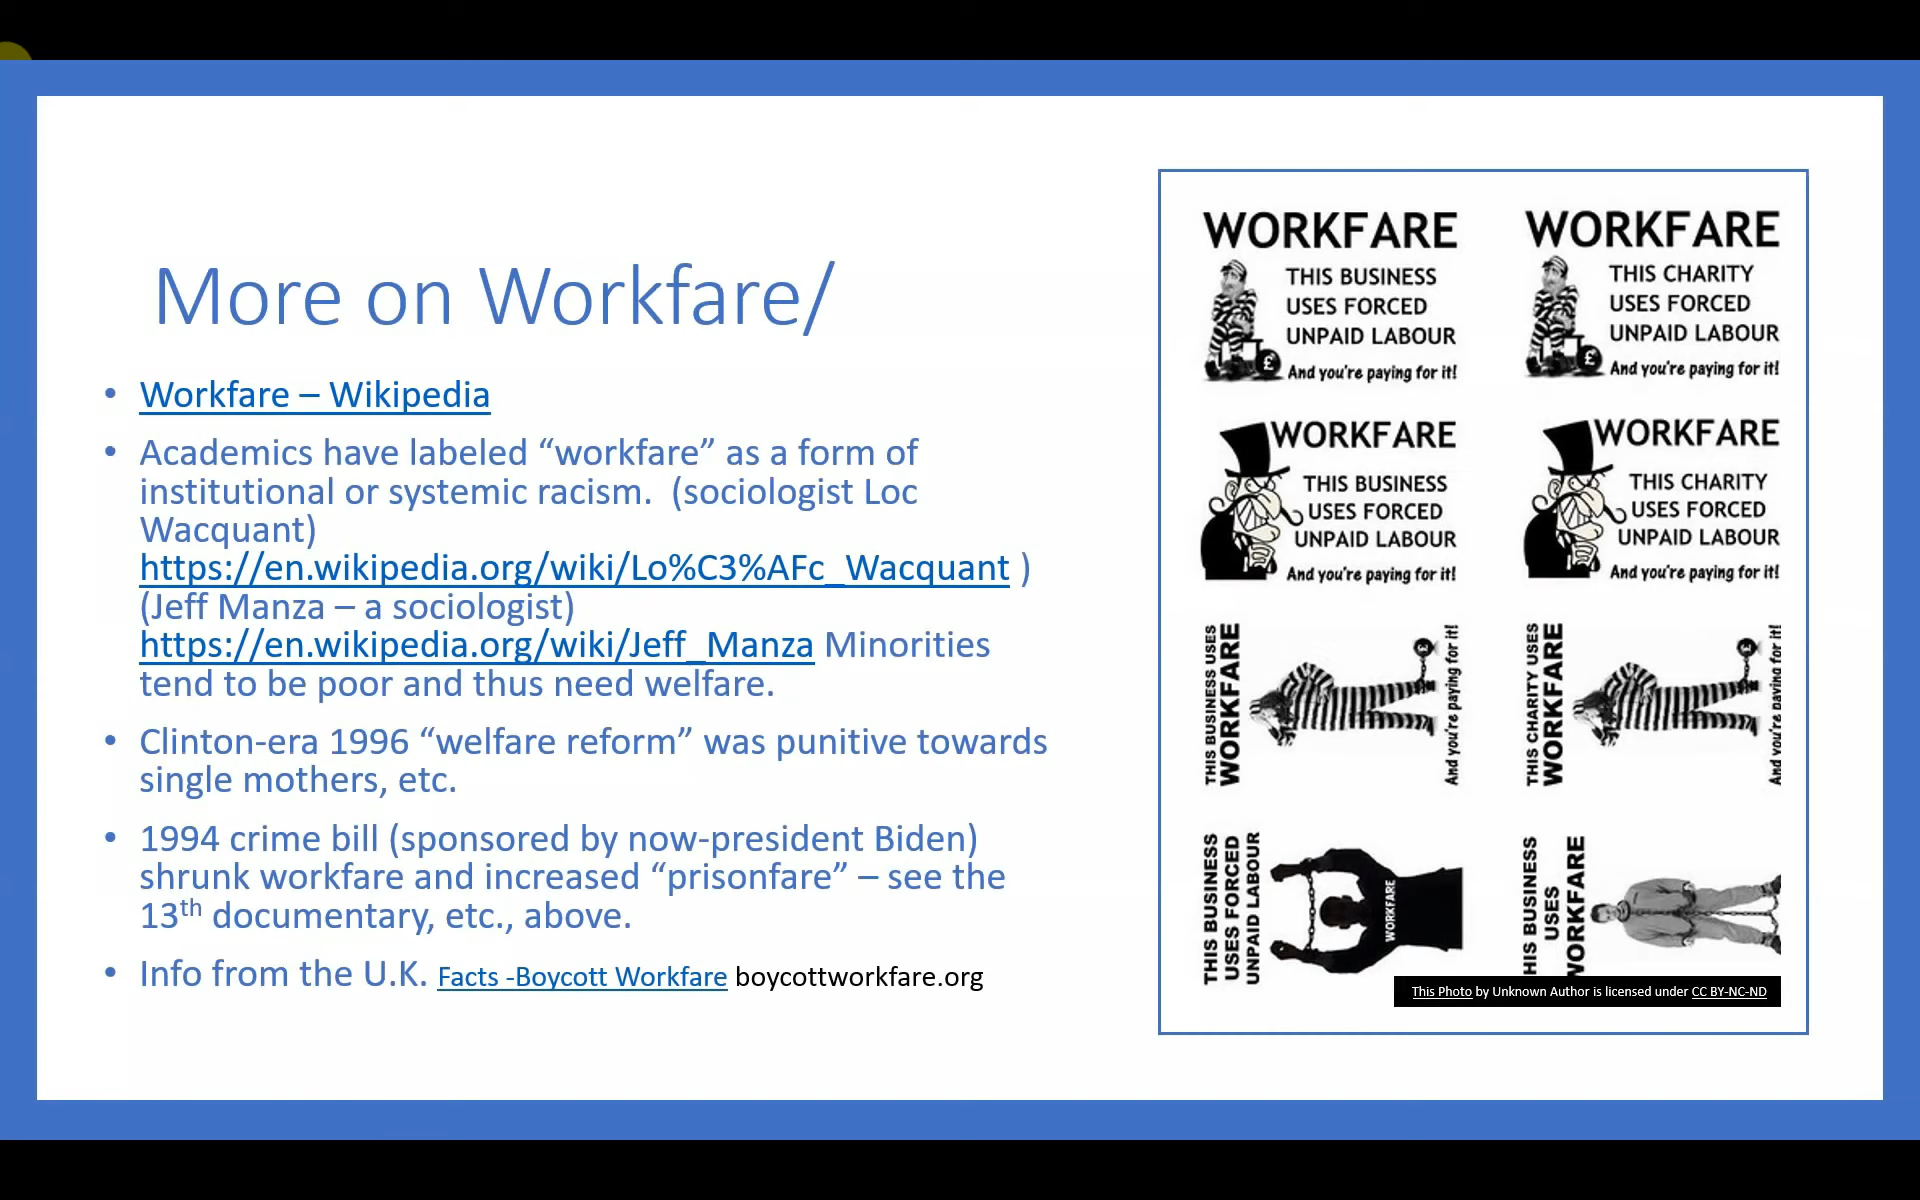 More on Workfare/
• Workfare – Wikipedia
• Academics have labeled “workfare” as a form of
institutional or systemic racism.  (sociologist Loc
Wacquant)
https://en.wikipedia.org/wiki/Lo%C3%AFc_Wacquant )
(Jeff Manza – a sociologist)
https://en.wikipedia.org/wiki/Jeff_Manza Minorities
tend to be poor and thus need welfare.
• Clinton-era 1996 “welfare reform” was punitive towards
single mothers, etc.
• 1994 crime bill (sponsored by now-president Biden)
shrunk workfare and increased “prisonfare” – see the
13th documentary, etc., above.
• Info from the U.K. Facts -Boycott Workfare boycottworkfare.org
WORKFARE
THIS BUSINESS
USES FORCED
UNPAID LABOUR
£
And you're paying for it!
WORKFARE
THIS CHARITY
USES FORCED
UNPAID LABOUR
£
And you're paying for it!
WORKFARE
THIS BUSINESS
USES FORCED
UNPAID LABOUR
And you're paying for it!
WORKFARE
THIS CHARITY
USES FORCED
UNPAID LABOUR
And you're paying for it!
THIS BUSINESS USES
WORKFARE
£
And you're paying for it!
THIS CHARITY USES
WORKFARE
£
And you're paying for it!
THIS BUSINESS
USES FORCED
UNPAID LABOUR
WORKFARE
HIS BUSINESS
USES
WORKFARE
This Photo by Unknown Author is licensed under CC BY-NC-ND